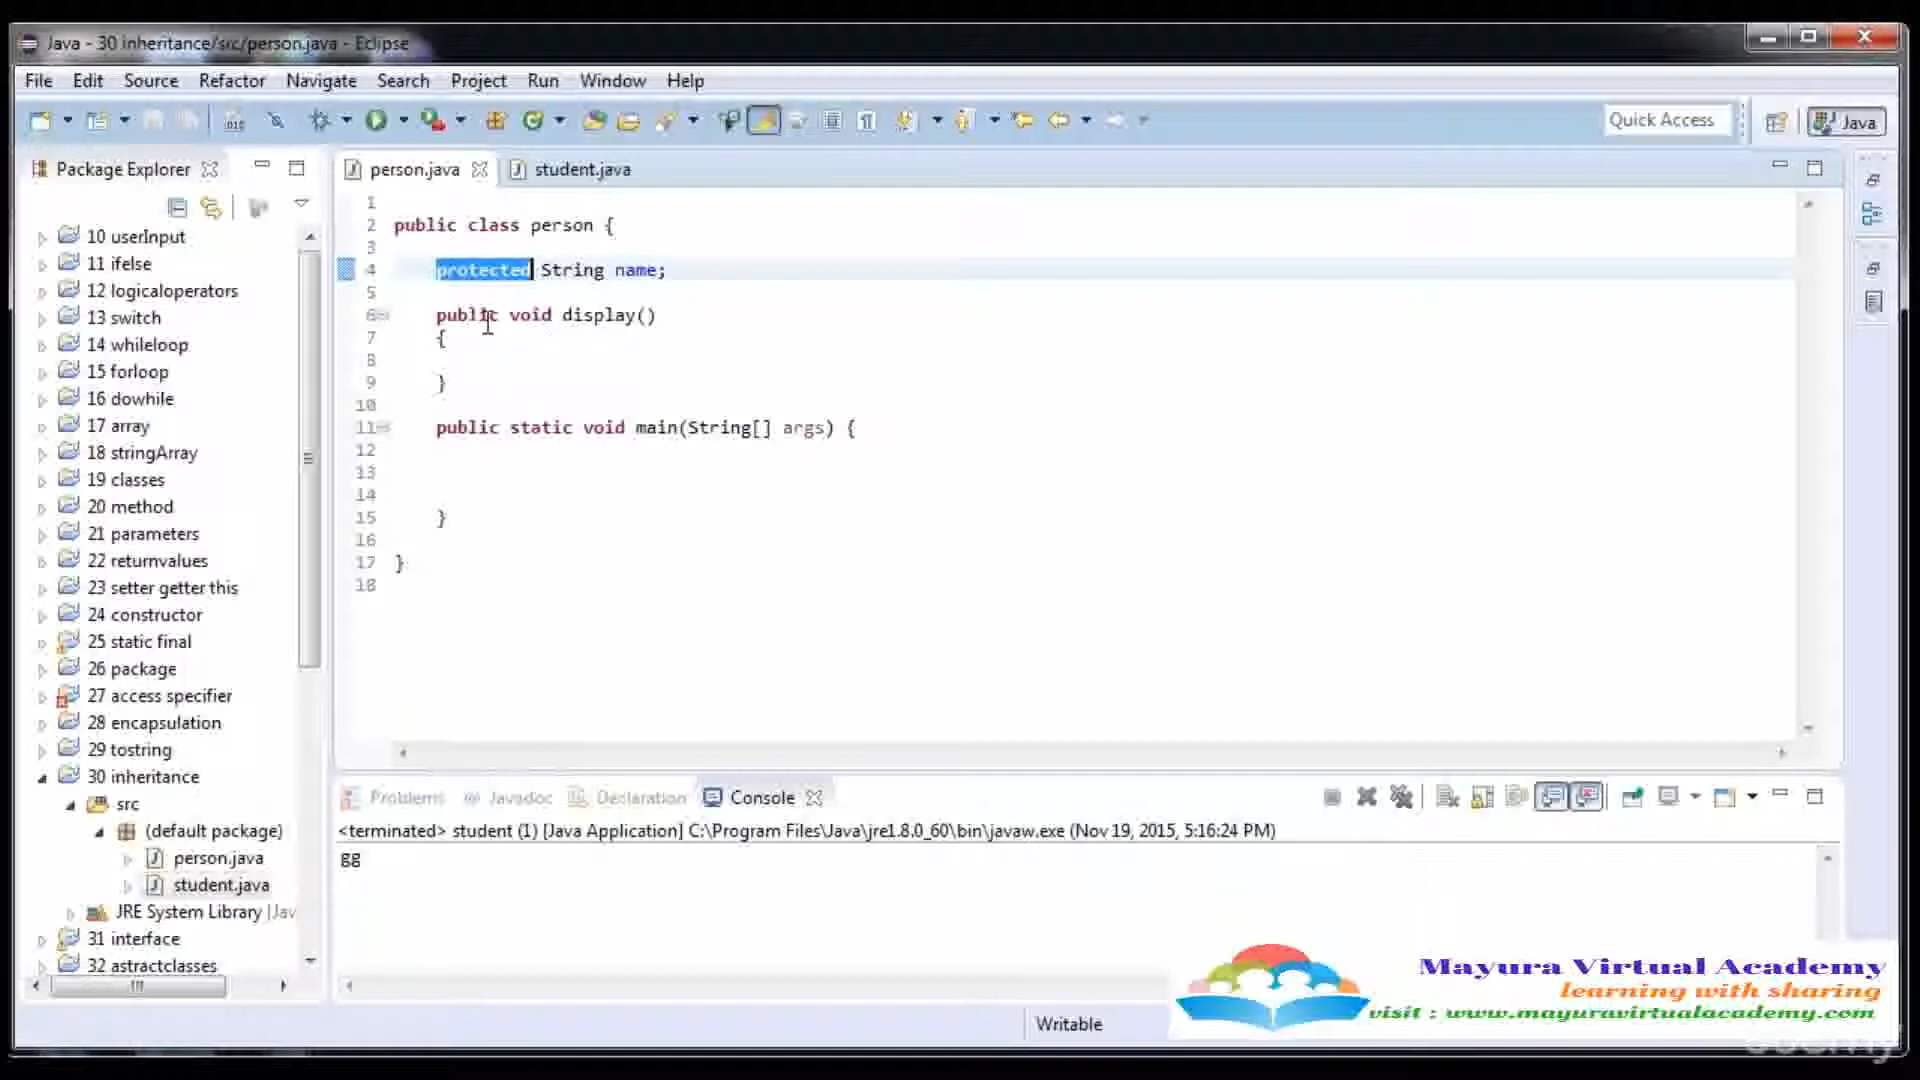 Java - 30 inheritance/src/person.java - Eclipse
File Edit Source Refactor Navigate Search Project Run Window Help
Quick Access
Java
Package Explorer
person.java
student.java
10 userInput
11 ifelse
12 logicaloperators
13 switch
14 whileloop
15 forloop
16 dowhile
17 array
18 stringArray
19 classes
20 method
21 parameters
22 returnvalues
23 setter getter this
24 constructor
25 static final
26 package
27 access specifier
28 encapsulation
29 tostring
30 inheritance
src
(default package)
person.java
student.java
JRE System Library [Jav
31 interface
32 astractclasses
1
2 public class person {
3
4 protected String name;
5
6 public void display()
7 {
8
9 }
10
11 public static void main(String[] args) {
12
13
14
15 }
16
17 }
18
Problems Javadoc Declaration Console
<terminated> student (1) [Java Application] C:\Program Files\Java\jre1.8.0_60\bin\javaw.exe (Nov 19, 2015, 5:16:24 PM)
gg
Writable
Mayura Virtual Academy
learning with sharing
visit : www.mayuravirtualacademy.com